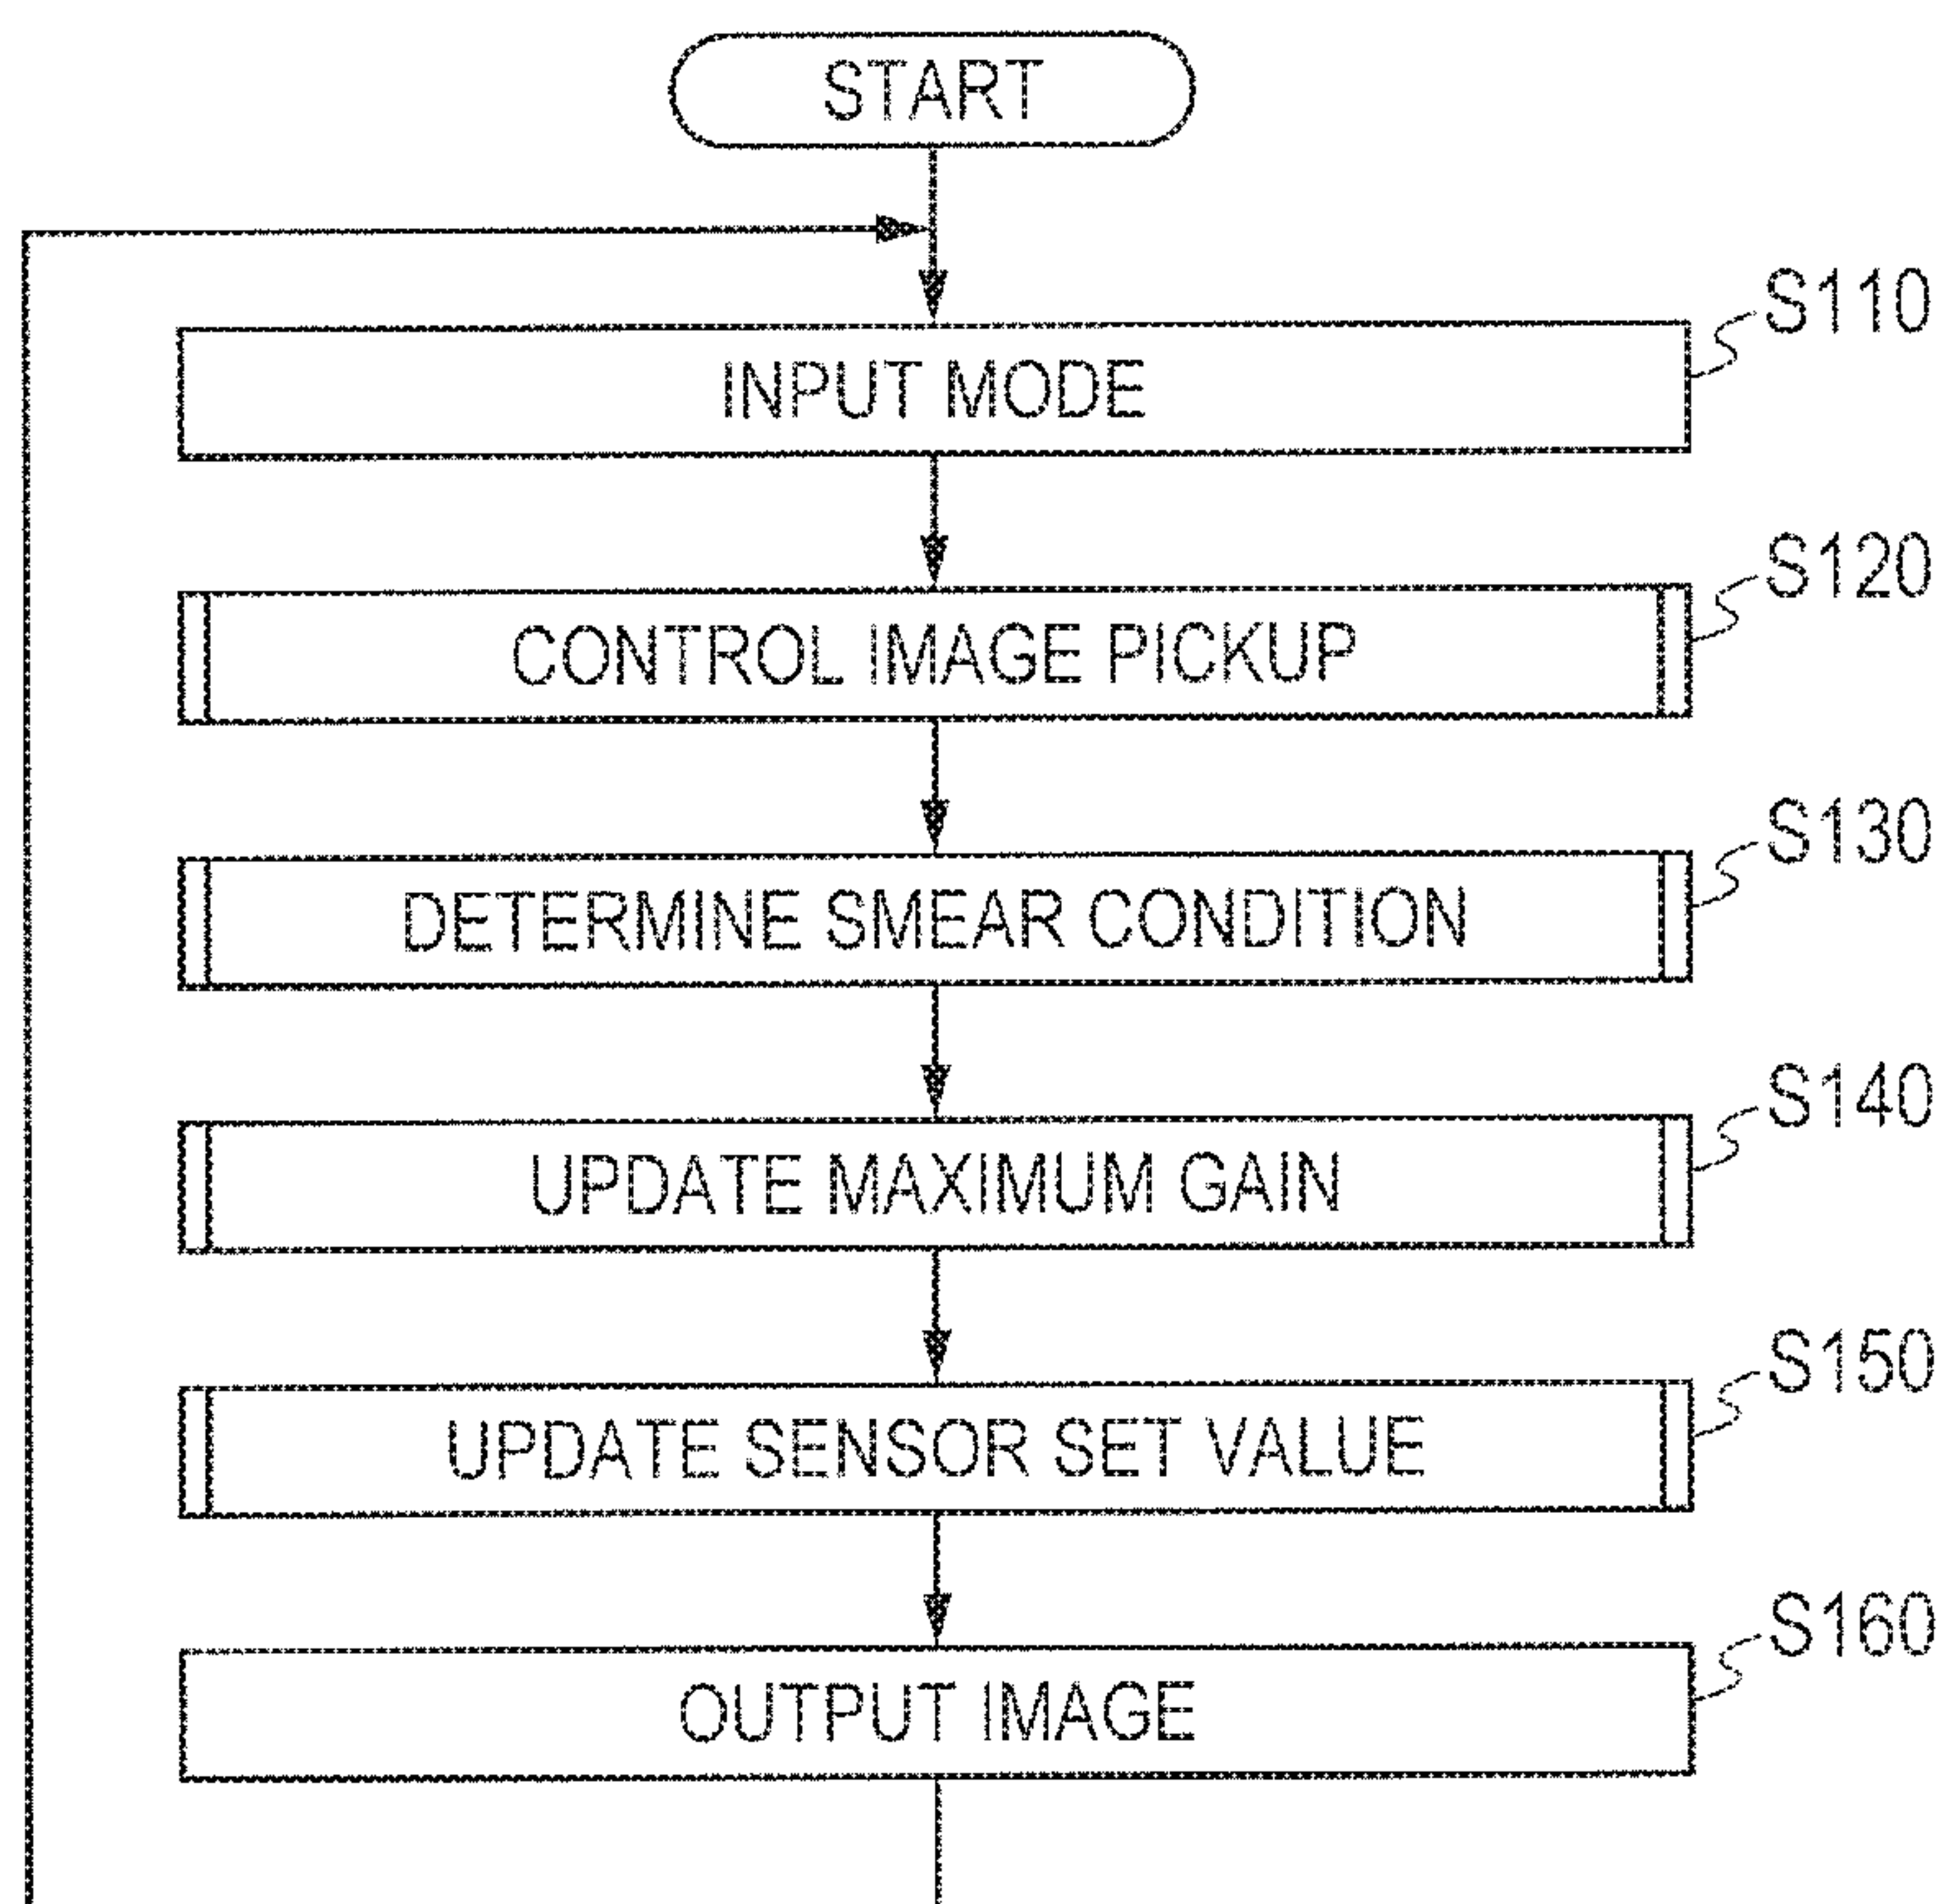 START
S110
INPUT MODE
S120
CONTROL IMAGE PICKUP
S130
DETERMINE SMEAR CONDITION
S140
UPDATE MAXIMUM GAIN
S150
UPDATE SENSOR SET VALUE
S160
OUTPUT IMAGE